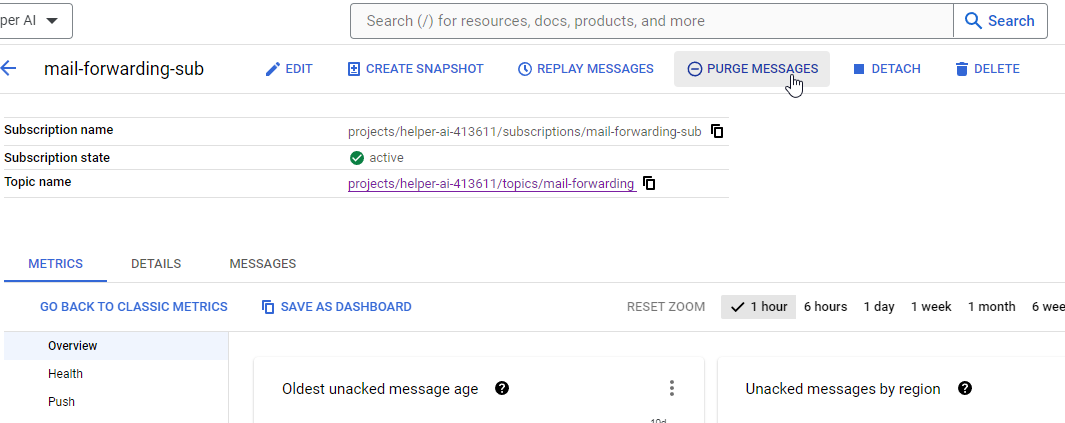 per AI
Search (/) for resources, docs, products, and more
Search
mail-forwarding-sub
EDIT
CREATE SNAPSHOT
REPLAY MESSAGES
PURGE MESSAGES
DETACH
DELETE
Subscription name
projects/helper-ai-413611/subscriptions/mail-forwarding-sub
Subscription state
active
Topic name
projects/helper-ai-413611/topics/mail-forwarding
METRICS
DETAILS
MESSAGES
GO BACK TO CLASSIC METRICS
SAVE AS DASHBOARD
RESET ZOOM
1 hour
6 hours
1 day
1 week
1 month
6 wee
Overview
Health
Push
Oldest unacked message age
Unacked messages by region
10d